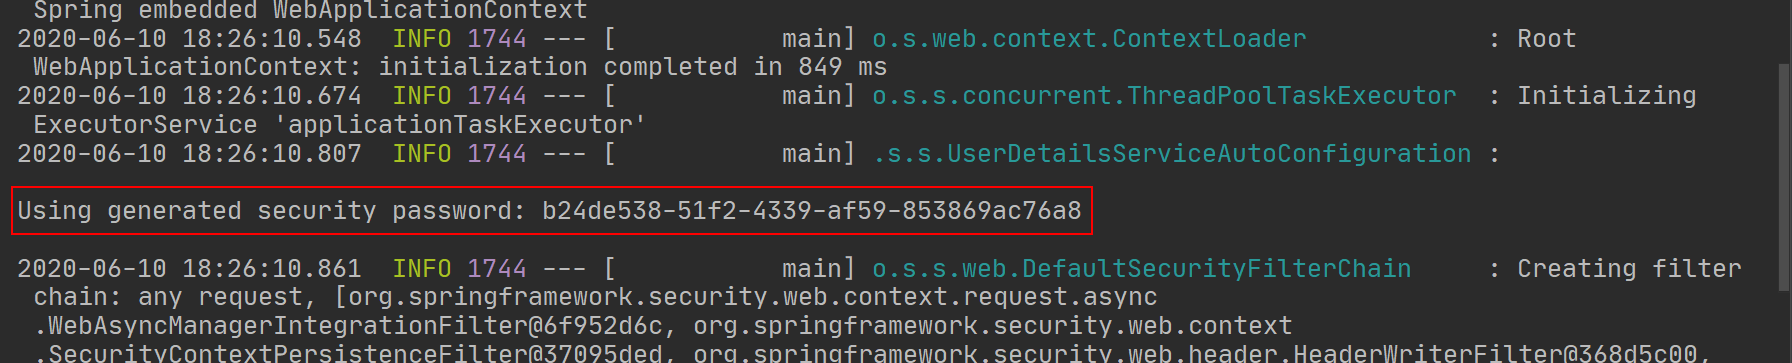 Spring embedded WebApplicationContext
2020-06-10 18:26:10.548  INFO 1744 --- [           main] o.s.web.context.ContextLoader            : Root
WebApplicationContext: initialization completed in 849 ms
2020-06-10 18:26:10.674  INFO 1744 --- [           main] o.s.s.concurrent.ThreadPoolTaskExecutor  : Initializing
ExecutorService 'applicationTaskExecutor'
2020-06-10 18:26:10.807  INFO 1744 --- [           main] .s.s.UserDetailsServiceAutoConfiguration :
Using generated security password: b24de538-51f2-4339-af59-853869ac76a8
2020-06-10 18:26:10.861  INFO 1744 --- [           main] o.s.s.web.DefaultSecurityFilterChain     : Creating filter
chain: any request, [org.springframework.security.web.context.request.async
.WebAsyncManagerIntegrationFilter@6f952d6c, org.springframework.security.web.context
.SecurityContextPersistenceFilter@37095ded, org.springframework.security.web.header.HeaderWriterFilter@368d5c00,